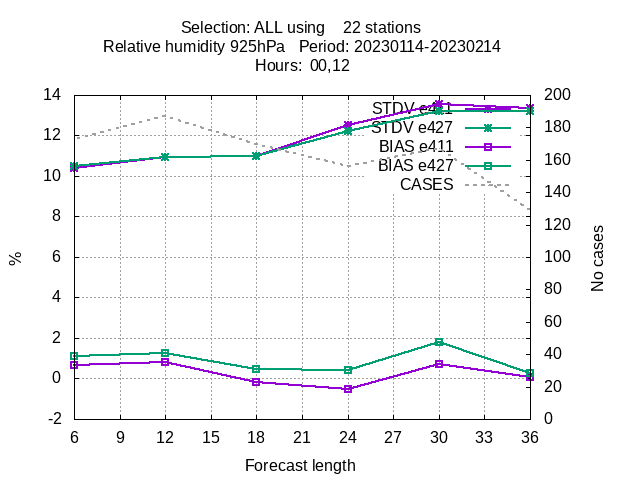 Selection: ALL using 22 stations
Relative humidity 925hPa Period: 20230114-20230214
Hours: 00,12
STDV e411
STDV e427
BIAS e411
BIAS e427
CASES
14
12
10
8
6
4
2
0
-2
200
180
160
140
120
100
80
60
40
20
0
%
No cases
6 9 12 15 18 21 24 27 30 33 36
Forecast length